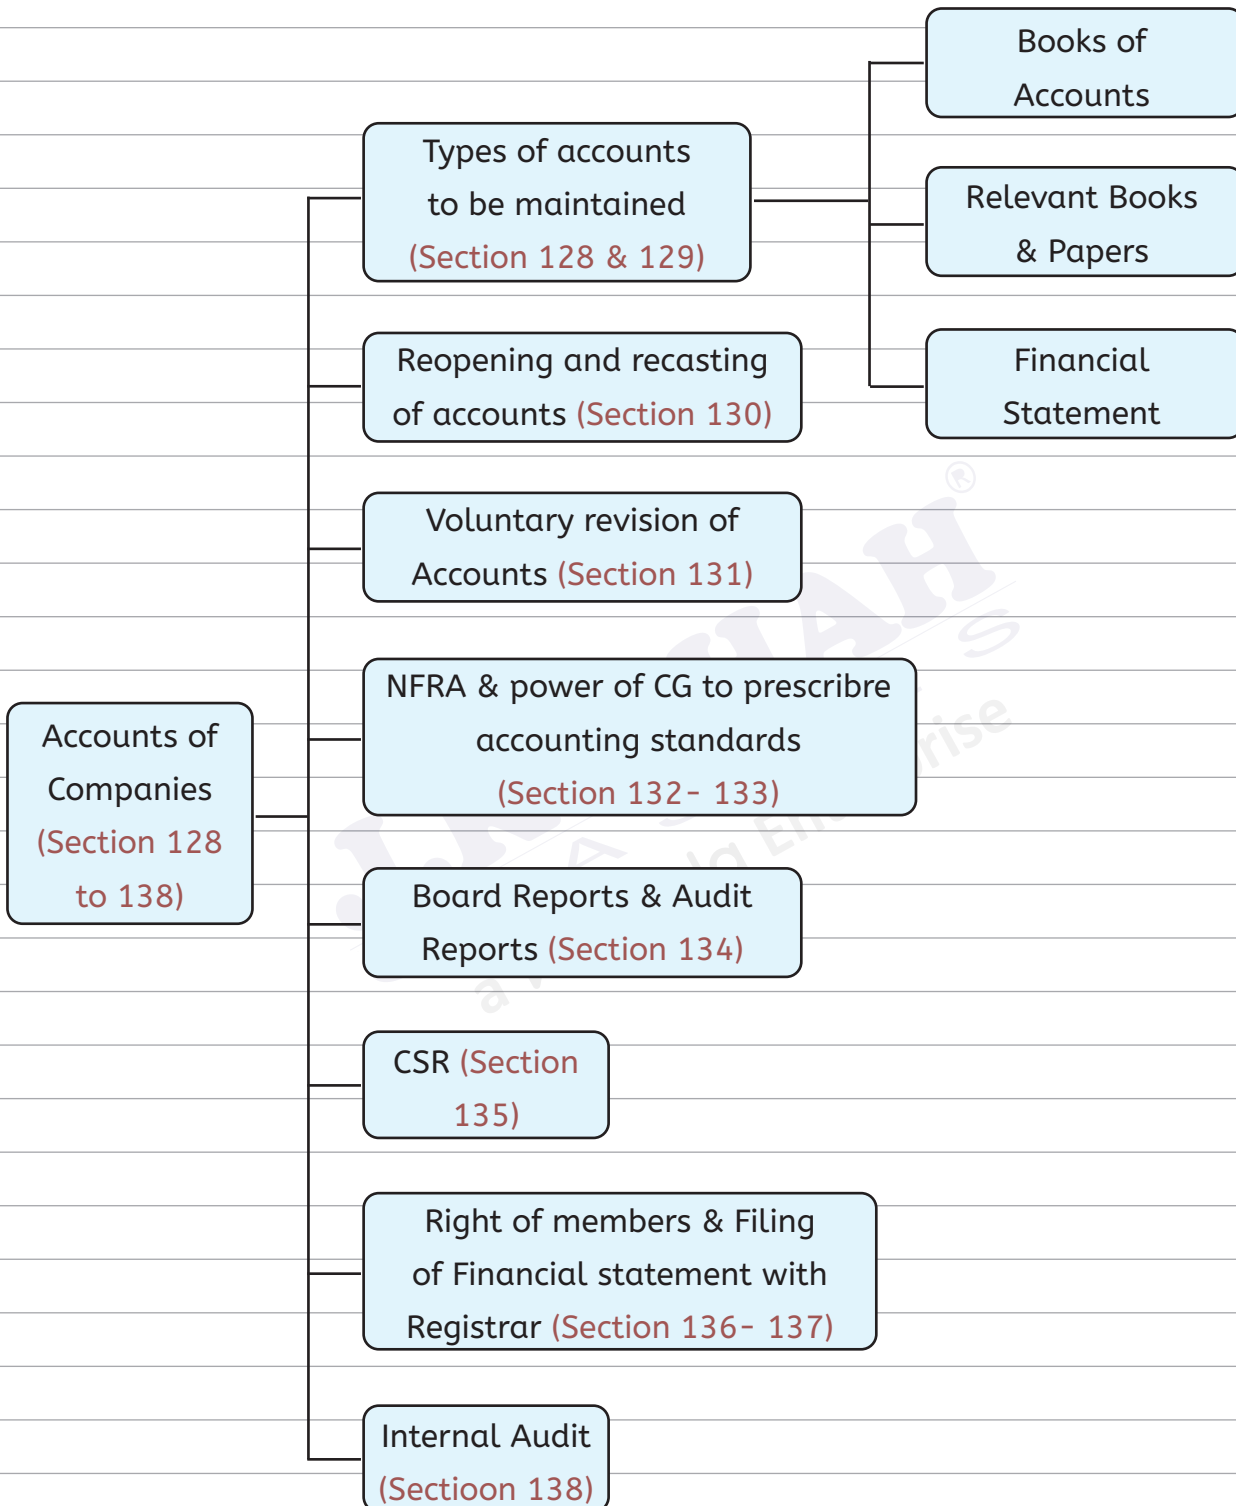 Books of
Accounts
Types of accounts
to be maintained
(Section 128 & 129)
Relevant Books
& Papers
Financial
Statement
Reopening and recasting
of accounts (Section 130)
Voluntary revision of
Accounts (Section 131)
NFRA & power of CG to prescribre
accounting standards
(Section 132- 133)
Accounts of
Companies
(Section 128
to 138)
Board Reports & Audit
Reports (Section 134)
CSR (Section
135)
Right of members & Filing
of Financial statement with
Registrar (Section 136- 137)
Internal Audit
(Sectioon 138)